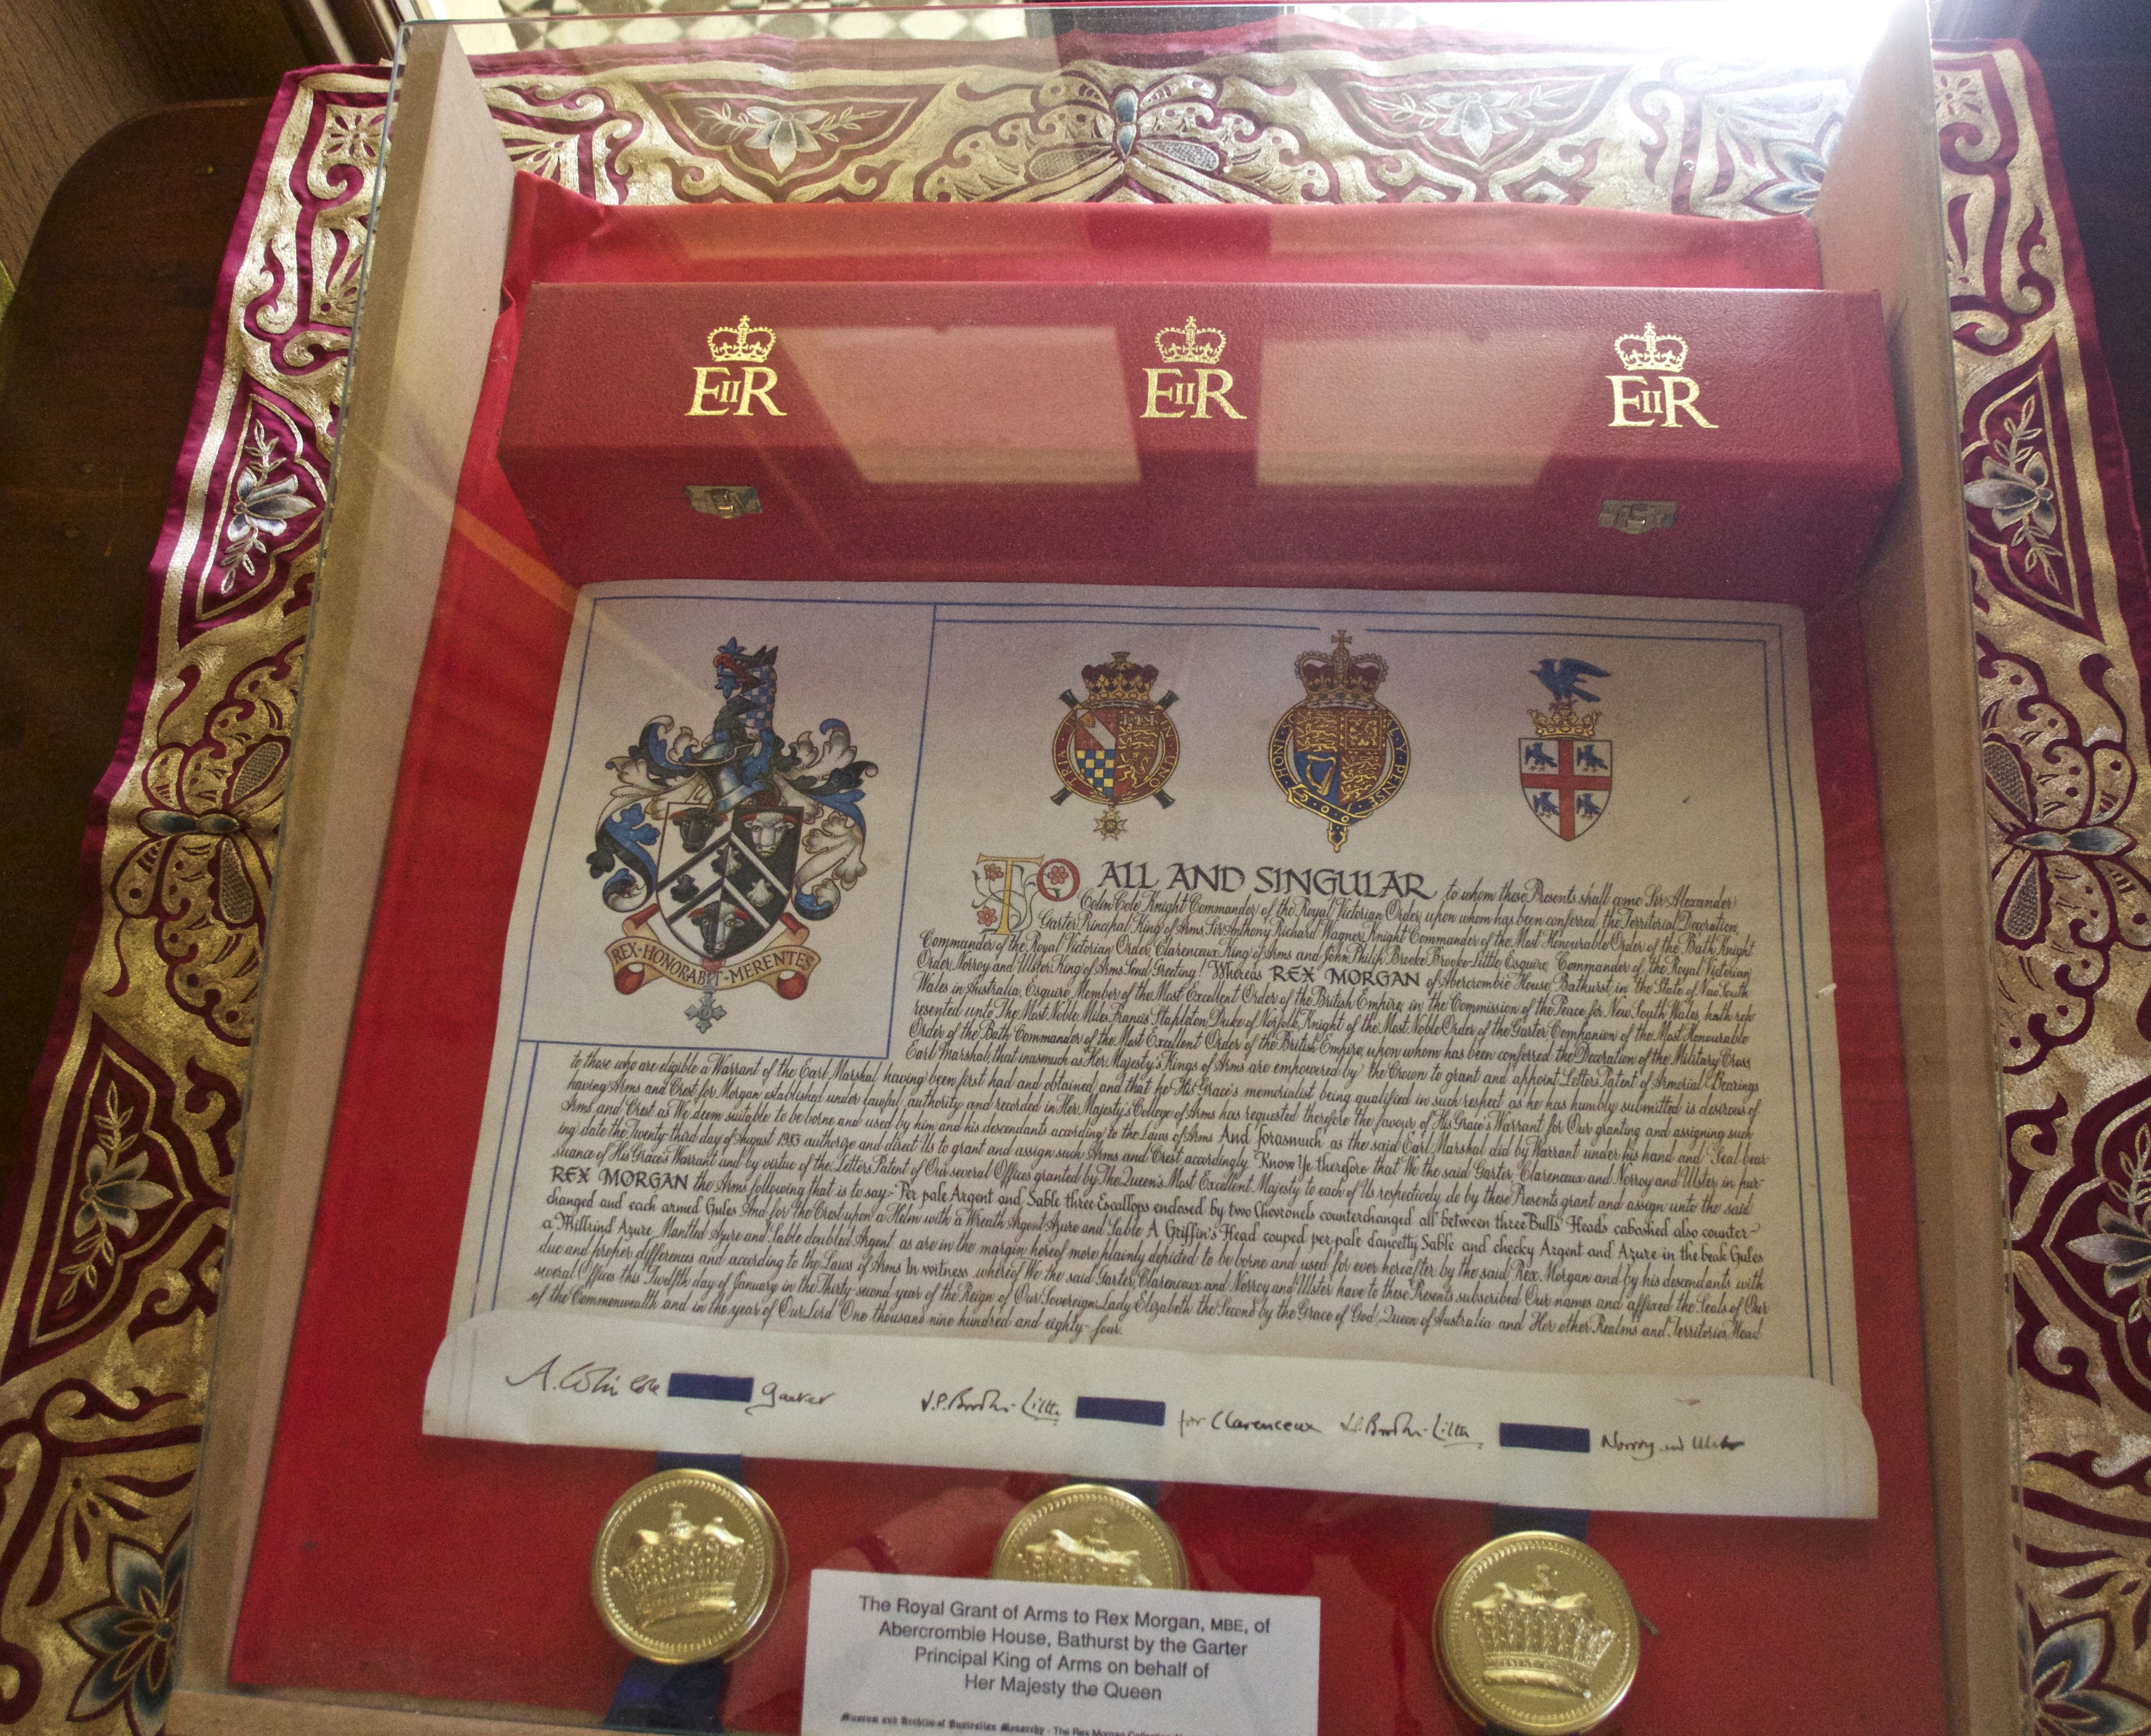 EIIR EIIR EIIR
TRIA IN UNO
HONI SOIT Q MAL Y PENSE
REX·HONORABIT·MERENTES
TO ALL AND SINGULAR to whom these Presents shall come Sir Alexander
Colin Cole Knight Commander of the Royal Victorian Order, upon whom has been conferred the Territorial Decoration,
Garter Principal King of Arms, Sir Anthony Richard Wagner, Knight Commander of the Most Honourable Order of the Bath Knight
Commander of the Royal Victorian Order, Clarenceux King of Arms and John Philip Brooke Brooke-Little, Esquire, Commander of the Royal Victorian
Order, Norroy and Ulster King of Arms Send Greeting! Whereas REX MORGAN of Abercrombie House, Bathurst, in the State of New South
Wales in Australia, Esquire, Member of the Most Excellent Order of the British Empire, in the Commission of the Peace for New South Wales, hath rep
resented unto The Most Noble Miles Francis Stapleton, Duke of Norfolk, Knight of the Most Noble Order of the Garter, Companion of the Most Honourable
Order of the Bath Commander of the Most Excellent Order of the British Empire, upon whom has been conferred the Decoration of the Military Cross,
Earl Marshal, that inasmuch as Her Majesty's Kings of Arms are empowered by the Crown to grant and appoint Letters Patent of Armorial Bearings
to those who are eligible a Warrant of the Earl Marshal having been first had and obtained and that he His Grace's memorialist being qualified in such respect as he has humbly submitted is desirous of
having Arms and Crest for Morgan established under lawful authority and recorded in Her Majesty's College of Arms has requested therefore the favour of His Grace's Warrant for Our granting and assigning such
Arms and Crest as We deem suitable to be borne and used by him and his descendants according to the Laws of Arms And forasmuch as the said Earl Marshal did by Warrant under his hand and Seal bear
ing date the Twenty third day of August 1983 authorize and direct Us to grant and assign such Arms and Crest accordingly Know Ye therefore that We the said Garter, Clarenceux and Norroy and Ulster in pur-
suance of His Grace's Warrant and by virtue of the Letters Patent of Our several Offices granted by The Queen's Most Excellent Majesty to each of Us respectively do by these Presents grant and assign unto the said
REX MORGAN the Arms following that is to say:- Per pale Argent and Sable three Escallops enclosed by two Chevronels counterchanged all between three Bulls' Heads caboshed also counter-
changed and each armed Gules And for the Crest upon a Helm with a Wreath Argent Azure and Sable A Griffin's Head couped per pale dancetty Sable and checky Argent and Azure in the beak Gules
a Millrind Azure, Mantled Azure and Sable doubled Argent as are in the margin hereof more plainly depicted to be borne and used for ever hereafter by the said Rex Morgan and by his descendants with
due and proper differences and according to the Laws of Arms In witness whereof We the said Garter, Clarenceux and Norroy and Ulster have to these Presents subscribed Our names and affixed the Seals of Our
several Offices this Twelfth day of January in the Thirty-second year of the Reign of Our Sovereign Lady Elizabeth the Second by the Grace of God, Queen of Australia and Her other Realms and Territories, Head
of the Commonwealth and in the year of Our Lord One thousand nine hundred and eighty-four.
A. Colin Cole Garter J.P. Brooke-Little for Clarenceux J.P. Brooke-Little Norroy and Ulster
The Royal Grant of Arms to Rex Morgan, MBE, of
Abercrombie House, Bathurst by the Garter
Principal King of Arms on behalf of
Her Majesty the Queen
Museum and Archive of Australian Monarchy - The Rex Morgan Collection